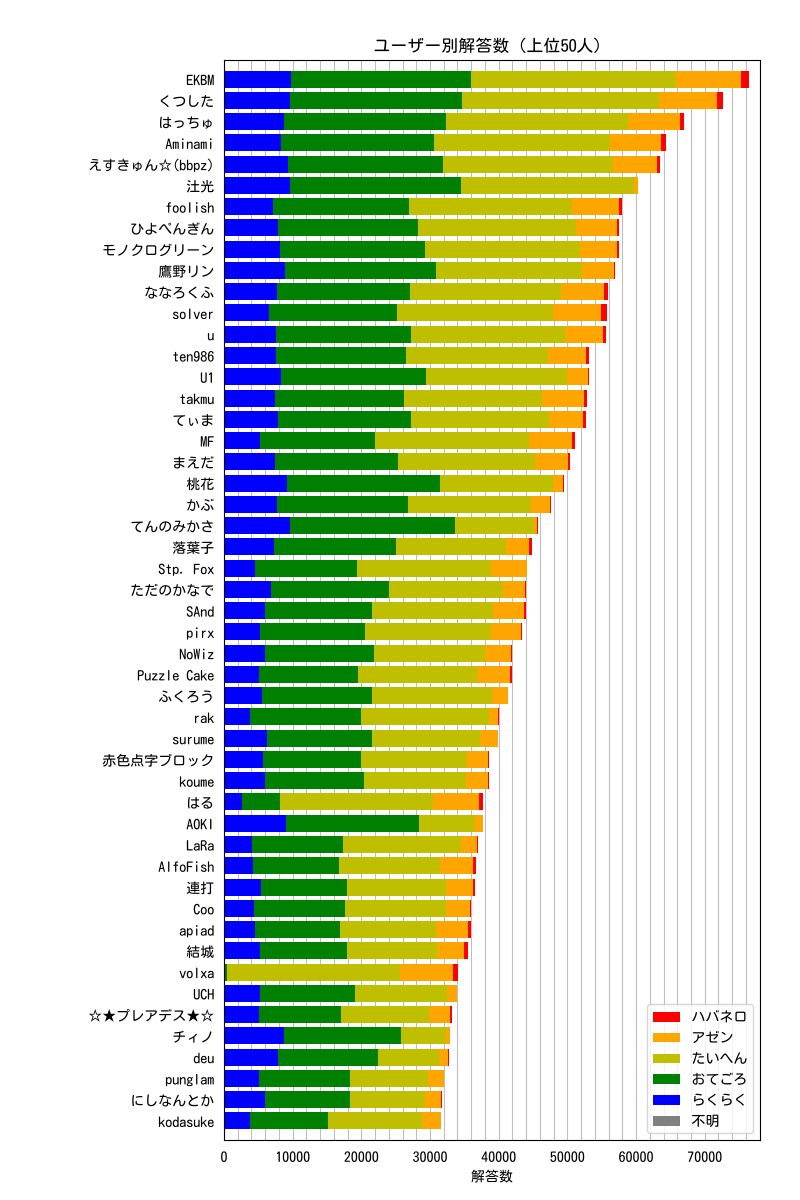 ユーザー別解答数（上位50人）
EKBM
くつした
はっちゅ
Aminami
えすきゅん☆(bbpz)
辻光
foolish
ひよぺんぎん
モノクログリーン
鷹野リン
ななろくふ
solver
u
ten986
U1
takmu
てぃま
MF
まえだ
桃花
かぶ
てんのみかさ
落葉子
Stp. Fox
ただのかなで
SAnd
pirx
NoWiz
Puzzle Cake
ふくろう
rak
surume
赤色点字ブロック
koume
はる
AOKI
LaRa
AlfoFish
連打
Coo
apiad
結城
volxa
UCH
☆★プレアデス★☆
チィノ
deu
punglam
にしなんとか
kodasuke
ハバネロ
アゼン
たいへん
おてごろ
らくらく
不明
0 10000 20000 30000 40000 50000 60000 70000
解答数